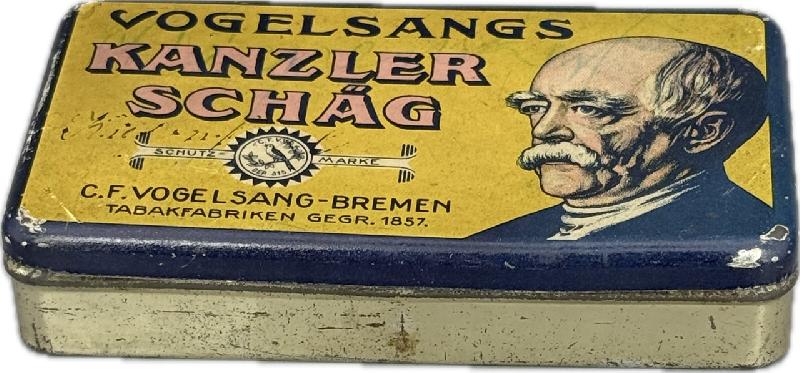 VOGELSANGS
KANZLER
SCHÄG
SCHUTZ-MARKE
C.F. VOGELSANG-BREMEN
TABAKFABRIKEN GEGR. 1857.